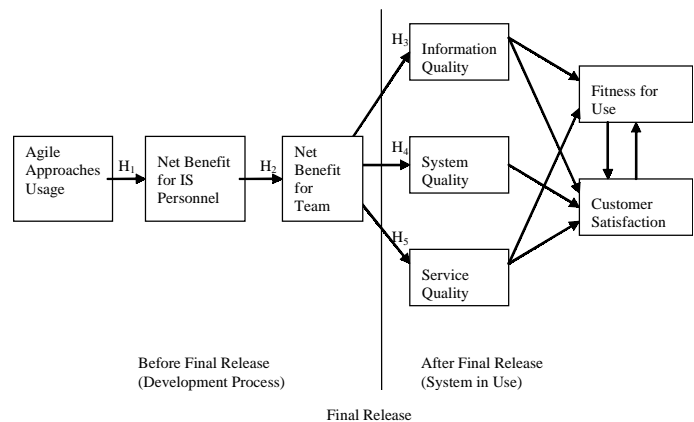 Agile
Approaches
Usage
H₁
Net Benefit
for IS
Personnel
H₂
Net
Benefit
for
Team
H₃
Information
Quality
H₄
System
Quality
H₅
Service
Quality
Fitness for
Use
Customer
Satisfaction
Before Final Release
(Development Process)
After Final Release
(System in Use)
Final Release